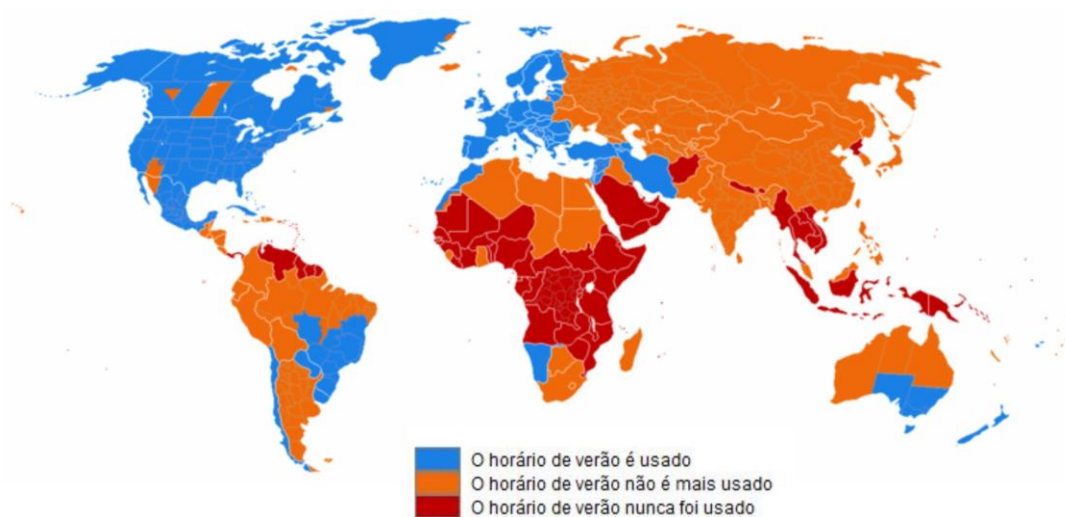 O horário de verão é usado
O horário de verão não é mais usado
O horário de verão nunca foi usado